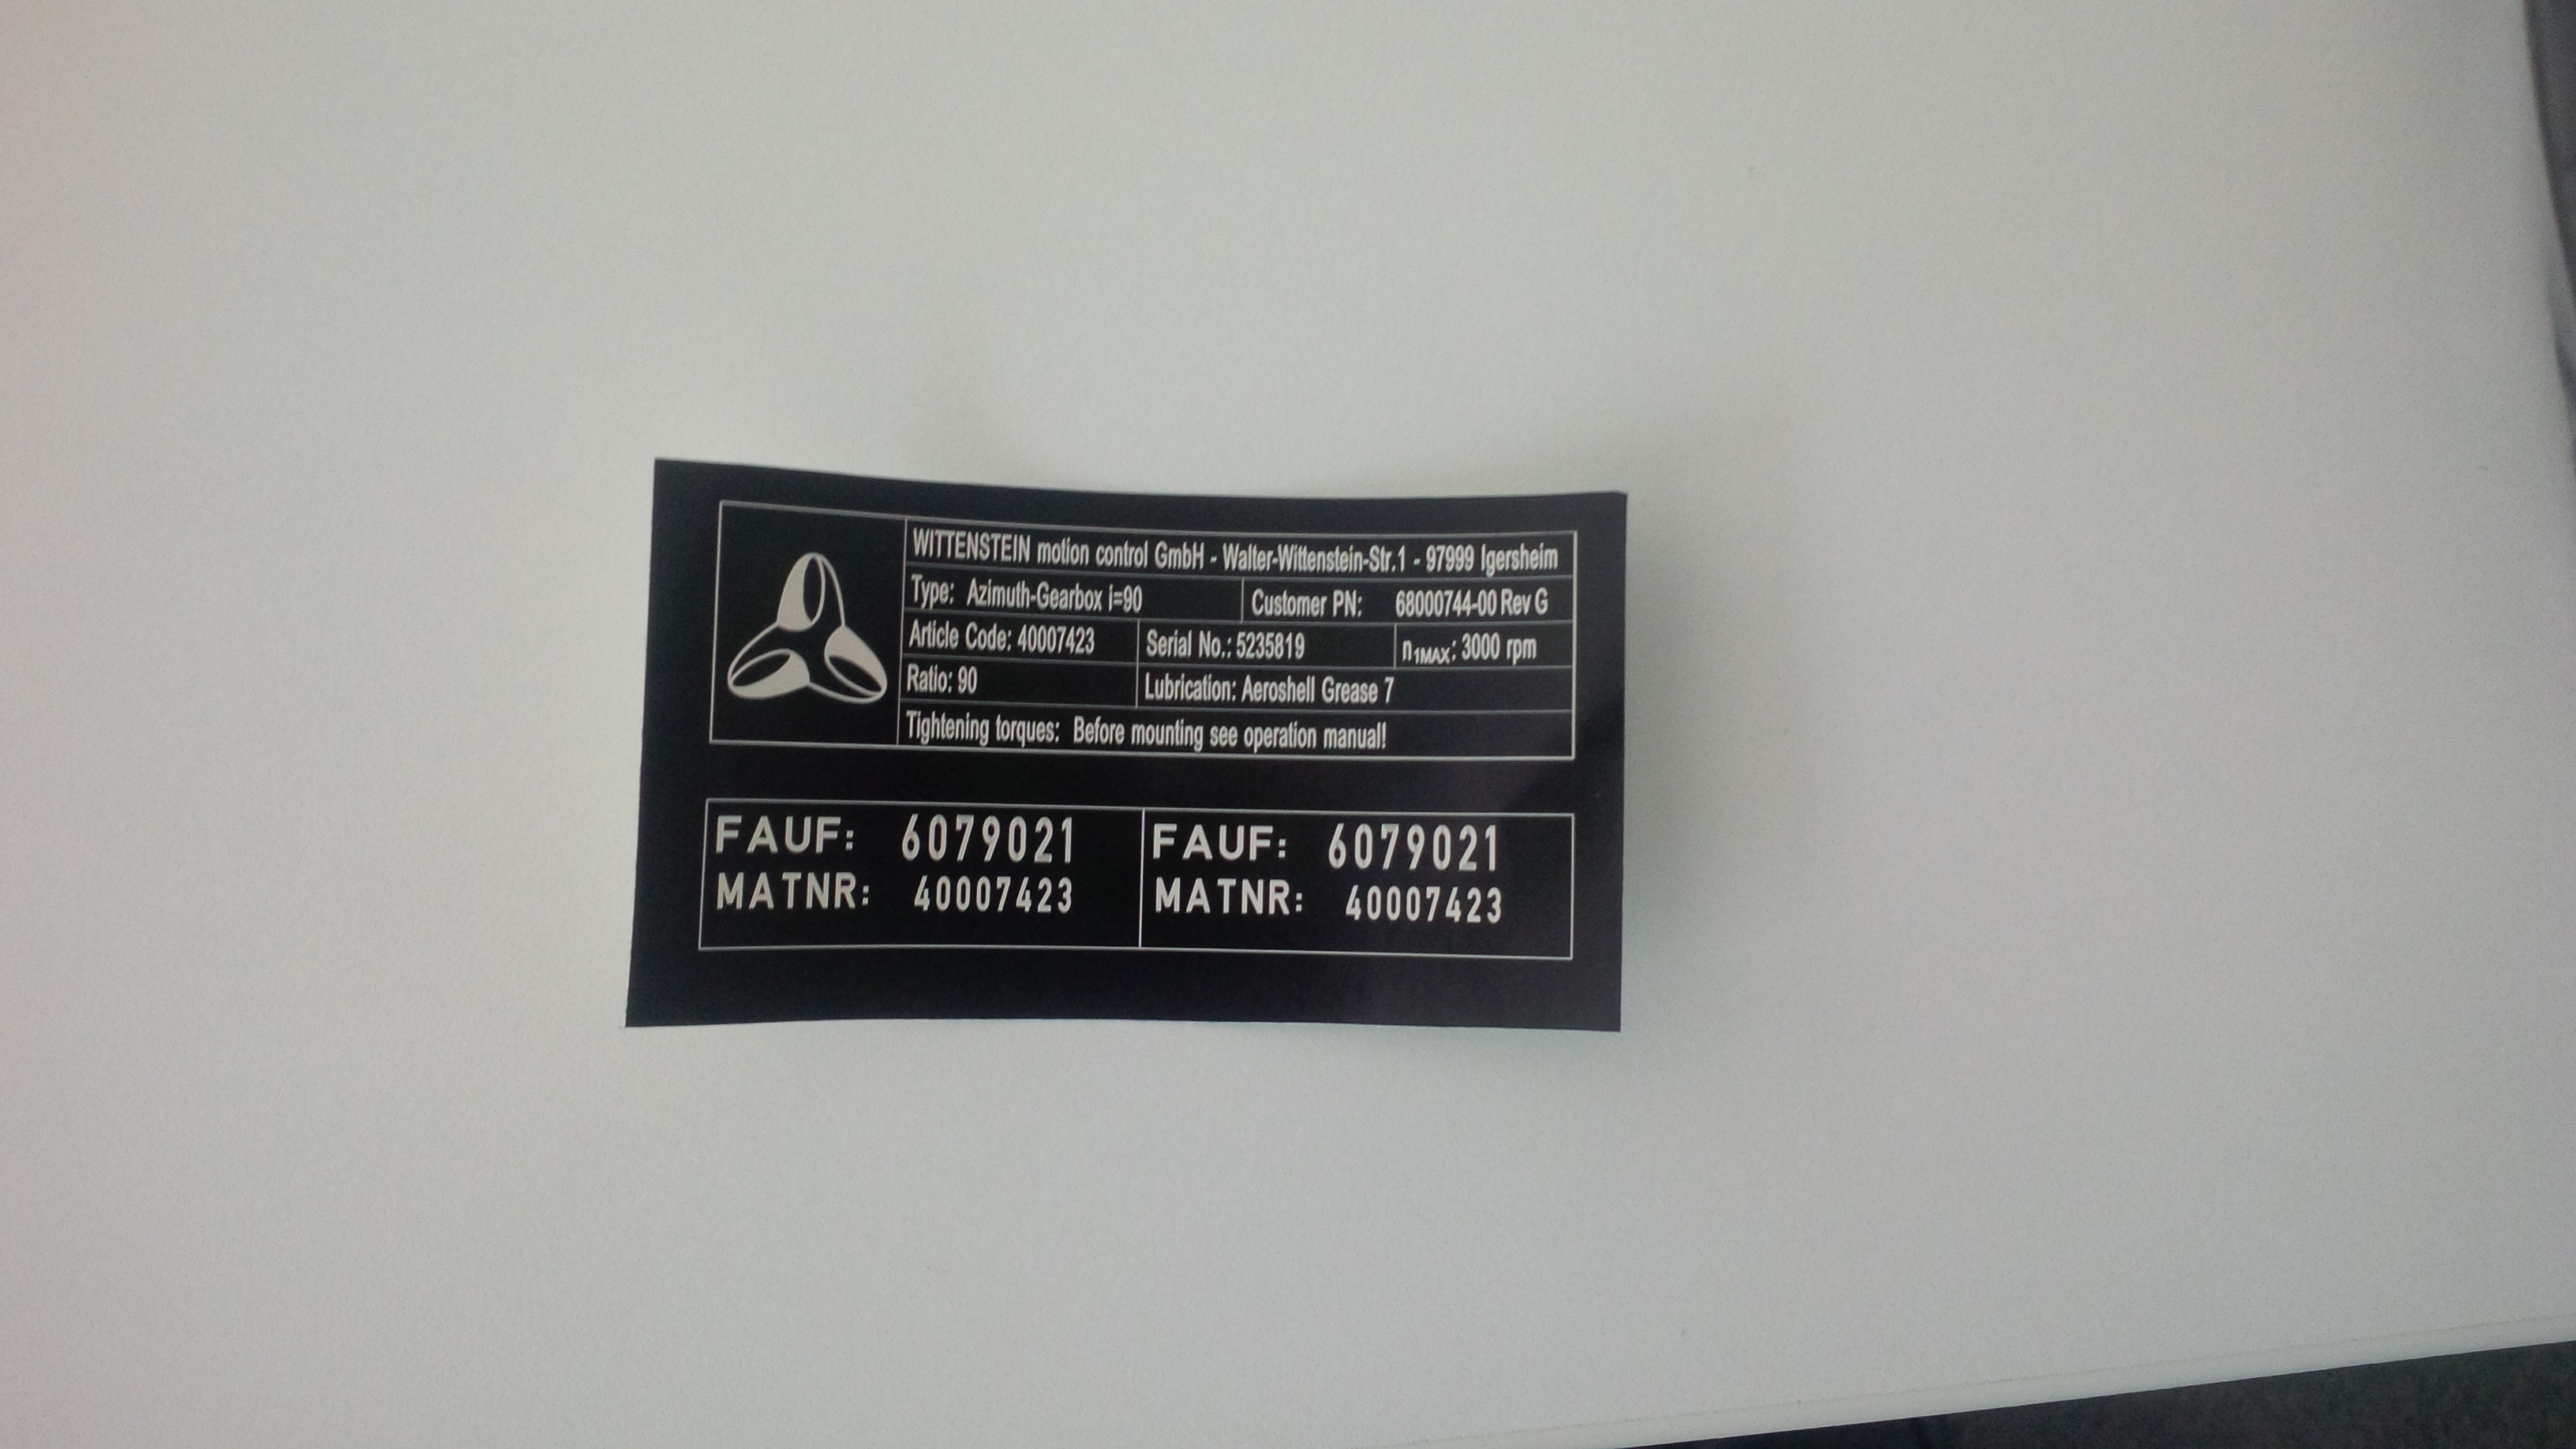 WITTENSTEIN motion control GmbH - Walter-Wittenstein-Str.1 - 97999 Igersheim
Type: Azimuth-Gearbox i=90 Customer PN: 68000744-00 Rev G
Article Code: 40007423 Serial No.: 5235819 n1MAX: 3000 rpm
Ratio: 90 Lubrication: Aeroshell Grease 7
Tightening torques: Before mounting see operation manual!
FAUF: 6079021 FAUF: 6079021
MATNR: 40007423 MATNR: 40007423